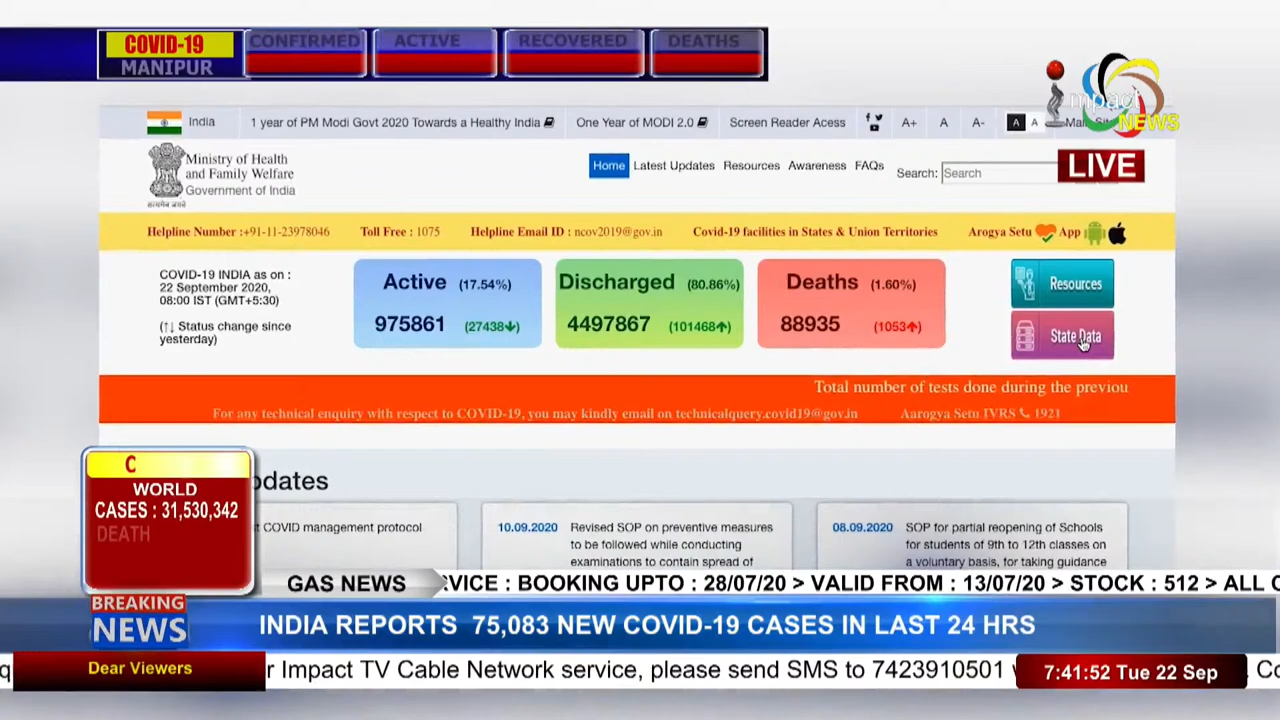 COVID-19
MANIPUR
CONFIRMED
ACTIVE
RECOVERED
DEATHS
mpact
NEWS
LIVE
India
1 year of PM Modi Govt 2020 Towards a Healthy India
One Year of MODI 2.0
Screen Reader Acess
A+
A
A-
A
A
Main Site
Ministry of Health
and Family Welfare
Government of India
सत्यमेव जयते
Home Latest Updates Resources Awareness FAQs
Search: Search
Helpline Number :+91-11-23978046 Toll Free : 1075 Helpline Email ID : ncov2019@gov.in Covid-19 facilities in States & Union Territories Arogya Setu App
COVID-19 INDIA as on :
22 September 2020,
08:00 IST (GMT+5:30)
(↑↓ Status change since
yesterday)
Active (17.54%)
975861 (27438↓)
Discharged (80.86%)
4497867 (101468↑)
Deaths (1.60%)
88935 (1053↑)
Resources
State Data
Total number of tests done during the previou
For any technical enquiry with respect to COVID-19, you may kindly email on technicalquery.covid19@gov.in Aarogya Setu IVRS 1921
pdates
t COVID management protocol
10.09.2020 Revised SOP on preventive measures
to be followed while conducting
examinations to contain spread of
08.09.2020 SOP for partial reopening of Schools
for students of 9th to 12th classes on
a voluntary basis, for taking guidance
C
WORLD
CASES : 31,530,342
DEATH
GAS NEWS
VICE : BOOKING UPTO : 28/07/20 > VALID FROM : 13/07/20 > STOCK : 512 > ALL C
BREAKING
NEWS
INDIA REPORTS 75,083 NEW COVID-19 CASES IN LAST 24 HRS
Dear Viewers
r Impact TV Cable Network service, please send SMS to 7423910501
7:41:52 Tue 22 Sep
Co